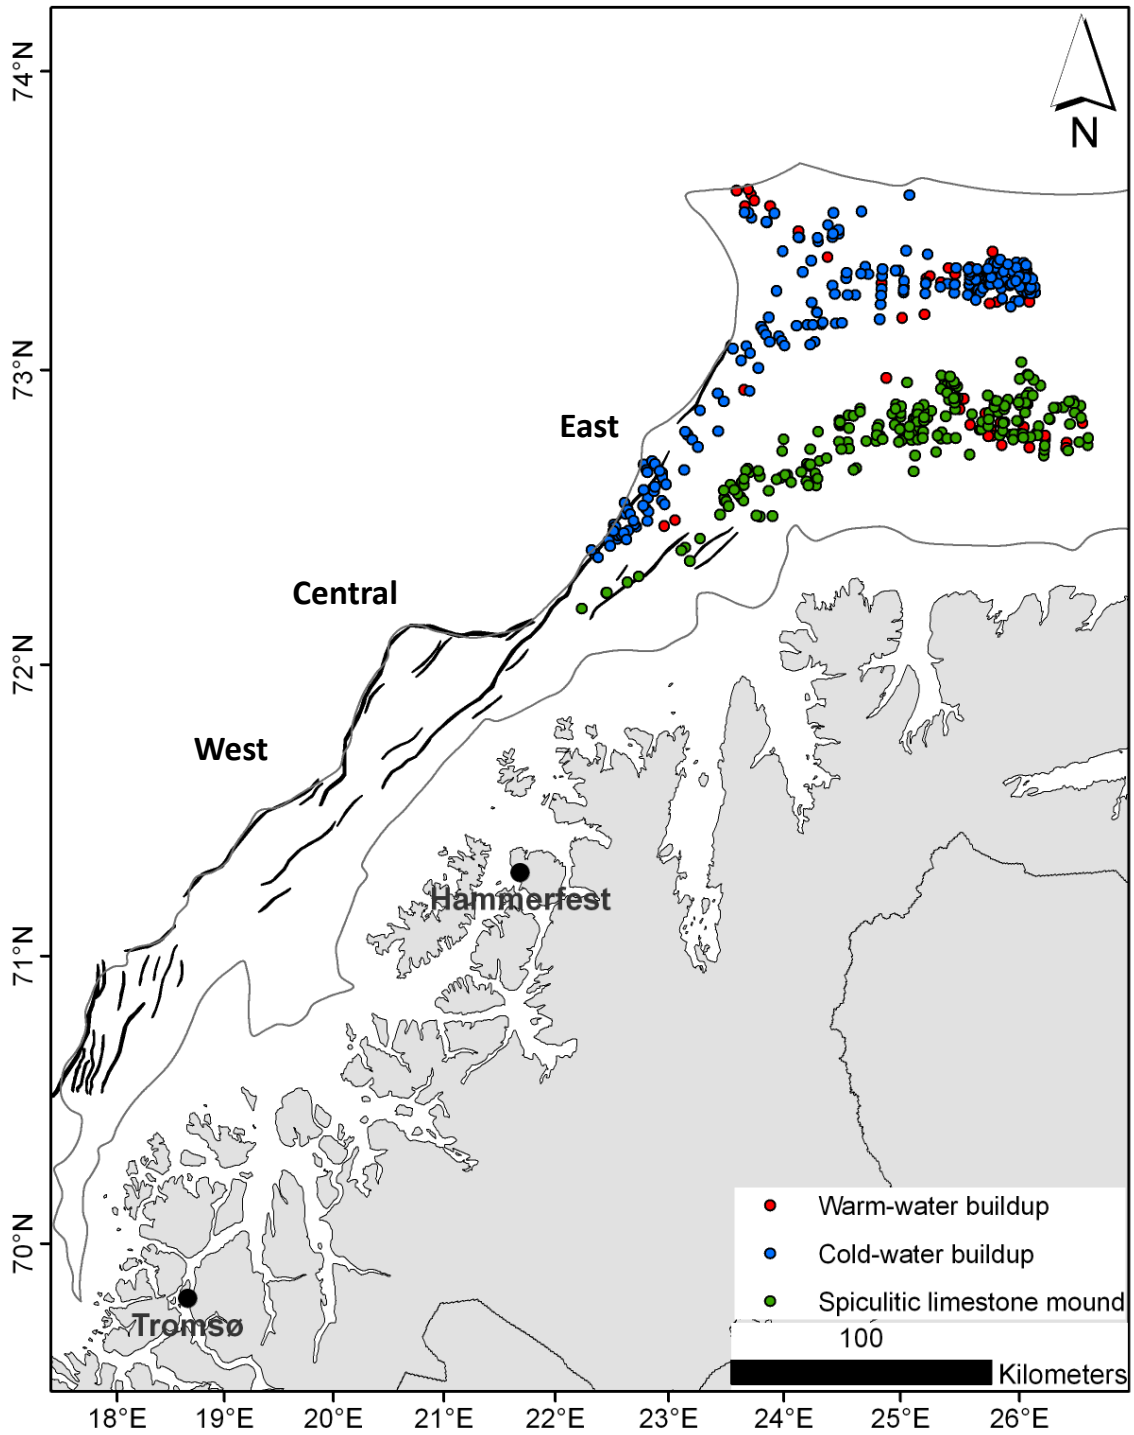 74°N
N
73°N
East
Central
72°N
West
Hammerfest
71°N
70°N
Warm-water buildup
Cold-water buildup
Spiculitic limestone mound
Tromsø
100
Kilometers
18°E 19°E 20°E 21°E 22°E 23°E 24°E 25°E 26°E